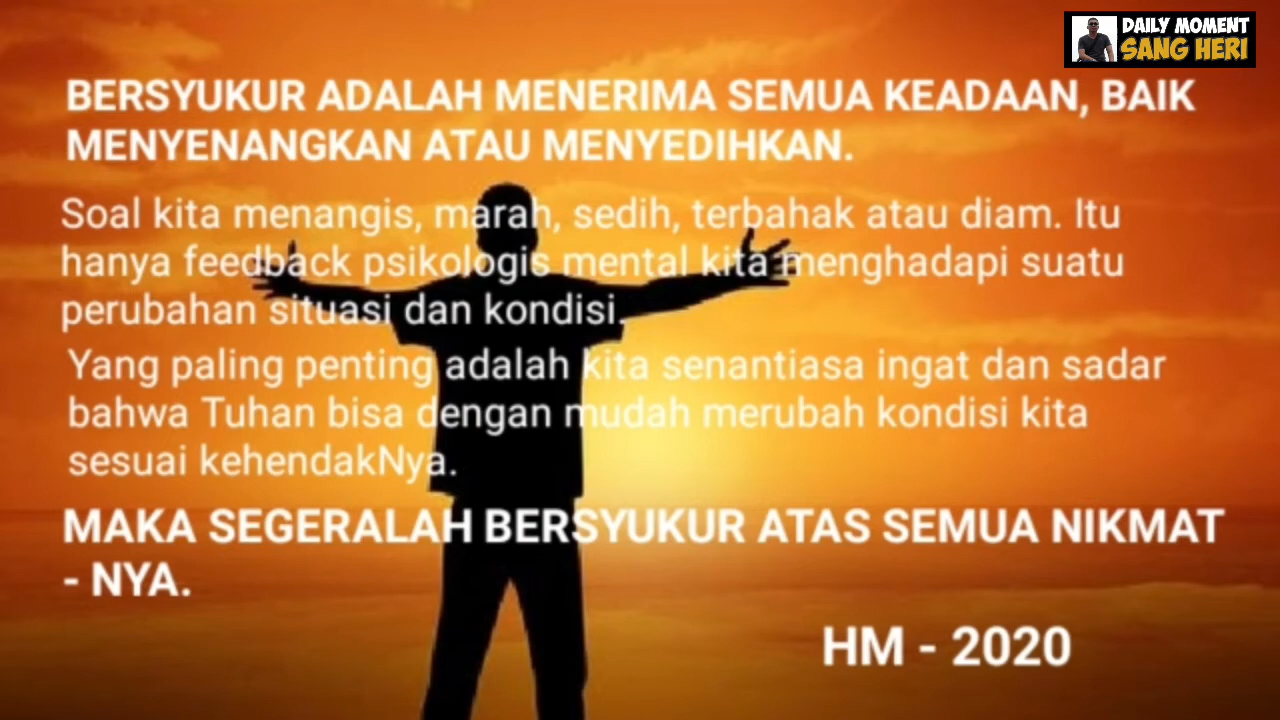 DAILY MOMENT
SANG HERI
BERSYUKUR ADALAH MENERIMA SEMUA KEADAAN, BAIK
MENYENANGKAN ATAU MENYEDIHKAN.
Soal kita menangis, marah, sedih, terbahak atau diam. Itu
hanya feedback psikologis mental kita menghadapi suatu
perubahan situasi dan kondisi.
Yang paling penting adalah kita senantiasa ingat dan sadar
bahwa Tuhan bisa dengan mudah merubah kondisi kita
sesuai kehendakNya.
MAKA SEGERALAH BERSYUKUR ATAS SEMUA NIKMAT
- NYA.
HM - 2020